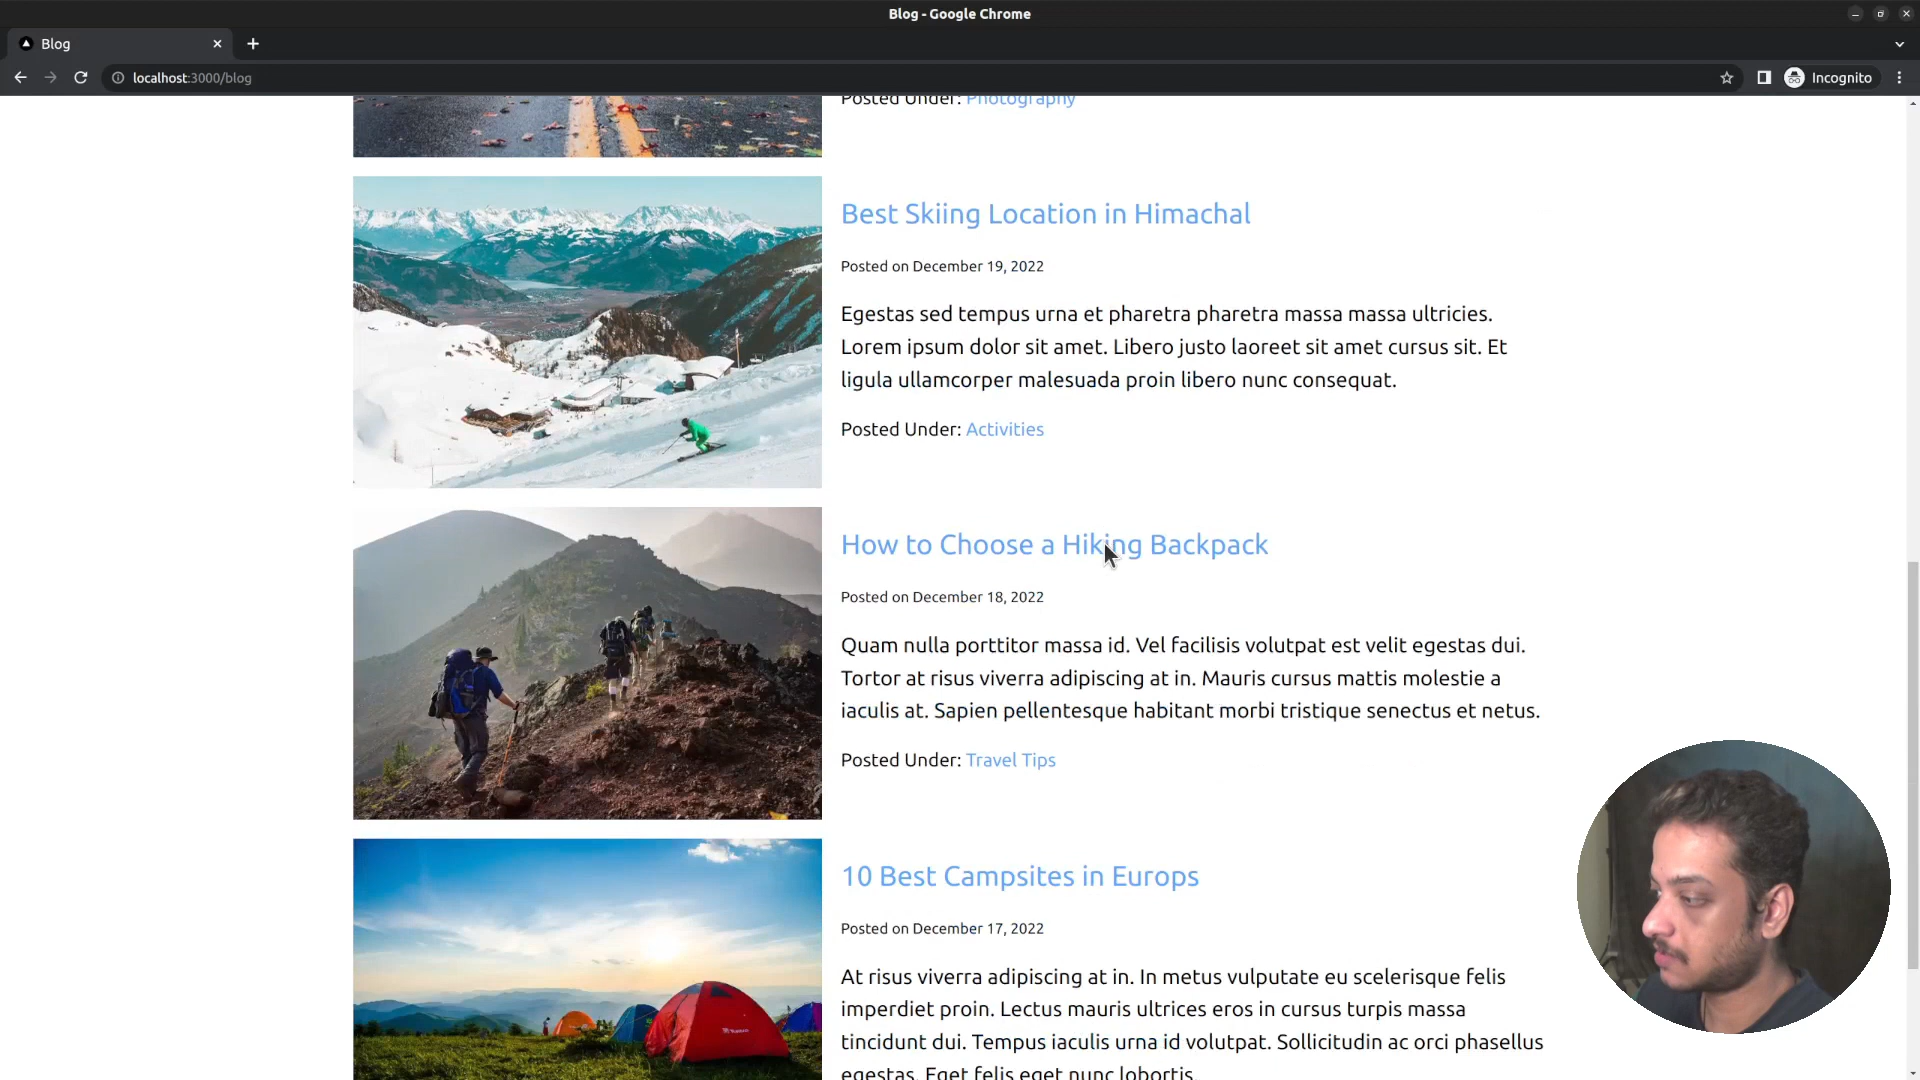 Blog - Google Chrome
Blog
localhost:3000/blog
Incognito
Posted Under: Photography
Best Skiing Location in Himachal
Posted on December 19, 2022
Egestas sed tempus urna et pharetra pharetra massa massa ultricies.
Lorem ipsum dolor sit amet. Libero justo laoreet sit amet cursus sit. Et
ligula ullamcorper malesuada proin libero nunc consequat.
Posted Under: Activities
How to Choose a Hiking Backpack
Posted on December 18, 2022
Quam nulla porttitor massa id. Vel facilisis volutpat est velit egestas dui.
Tortor at risus viverra adipiscing at in. Mauris cursus mattis molestie a
iaculis at. Sapien pellentesque habitant morbi tristique senectus et netus.
Posted Under: Travel Tips
10 Best Campsites in Europs
Posted on December 17, 2022
At risus viverra adipiscing at in. In metus vulputate eu scelerisque felis
imperdiet proin. Lectus mauris ultrices eros in cursus turpis massa
tincidunt dui. Tempus iaculis urna id volutpat. Sollicitudin ac orci phasellus
egestas. Eget felis eget nunc lobortis.